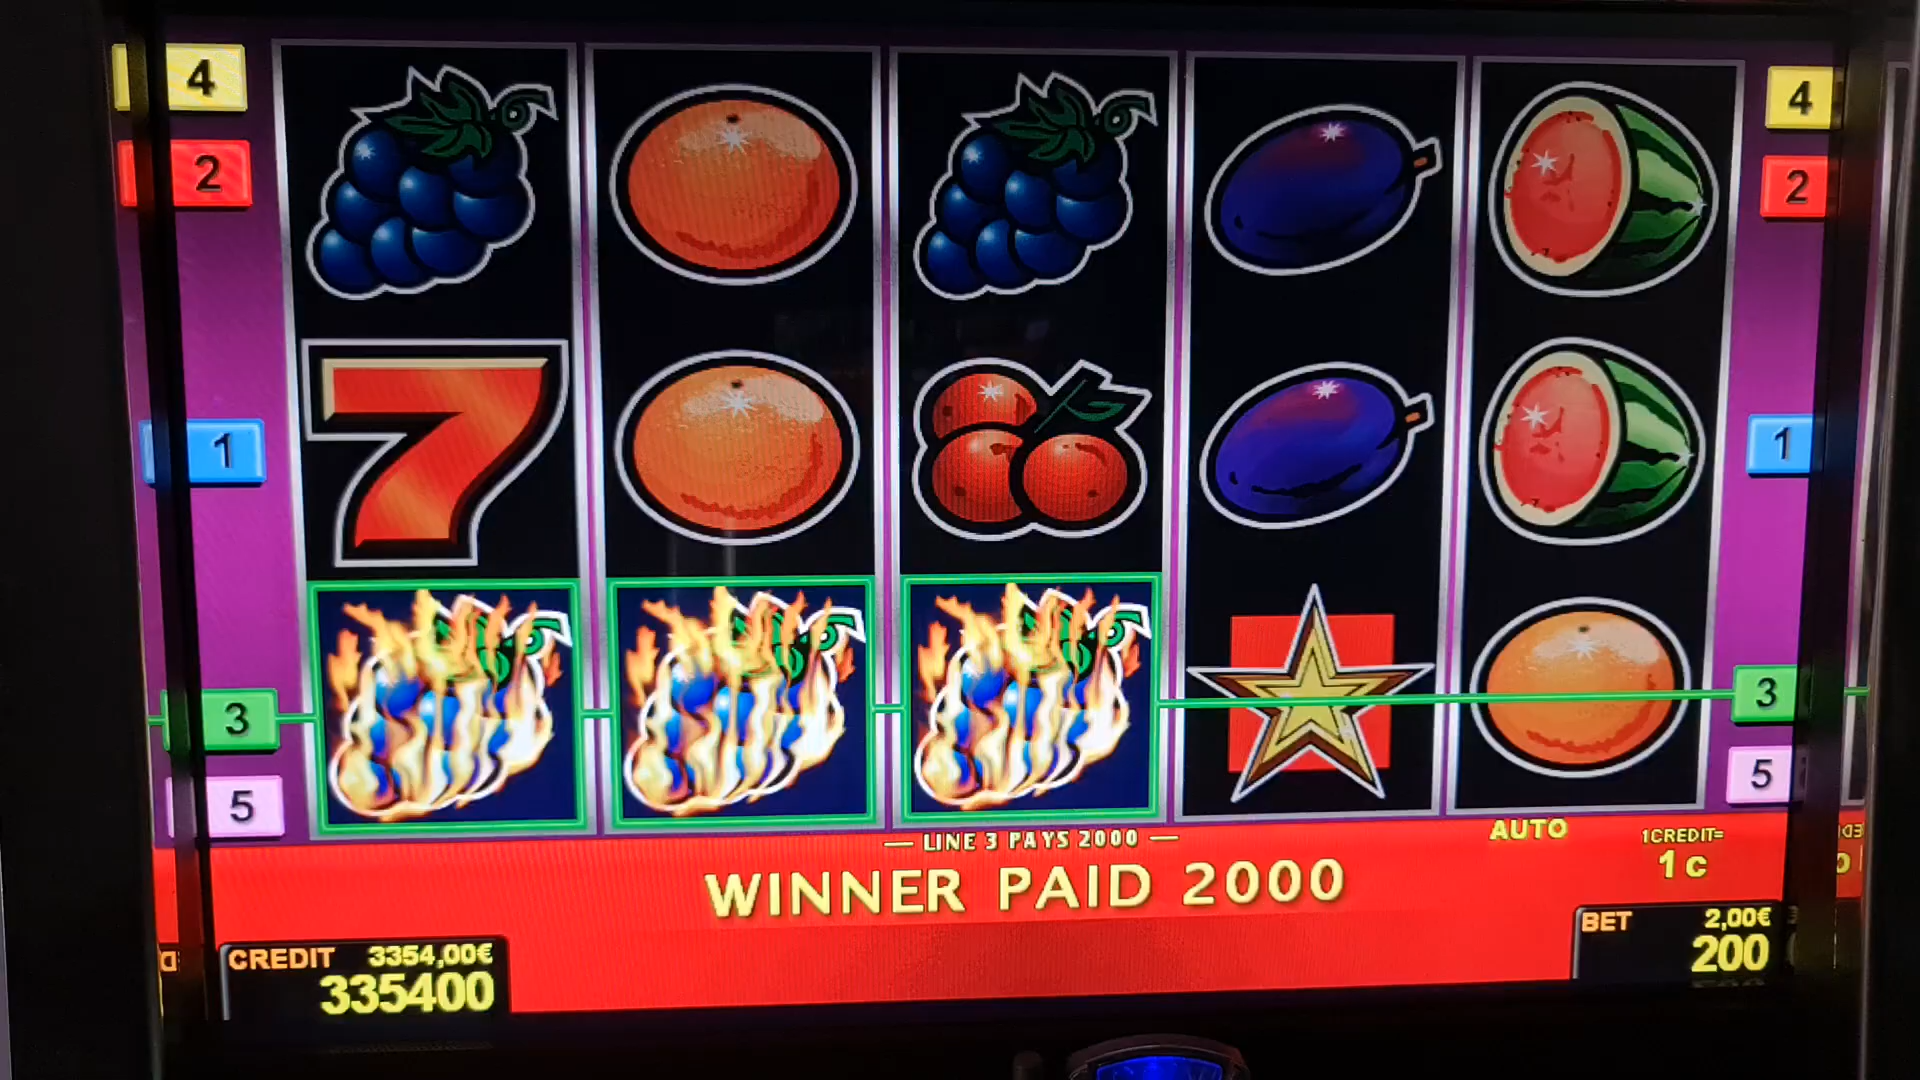 4
4
2
2
7
1
1
3
3
5
5
— LINE 3 PAYS 2000 —
AUTO
1CREDIT=
1 c
WINNER PAID 2000
CREDIT 3354,00€
335400
BET 2,00€
200